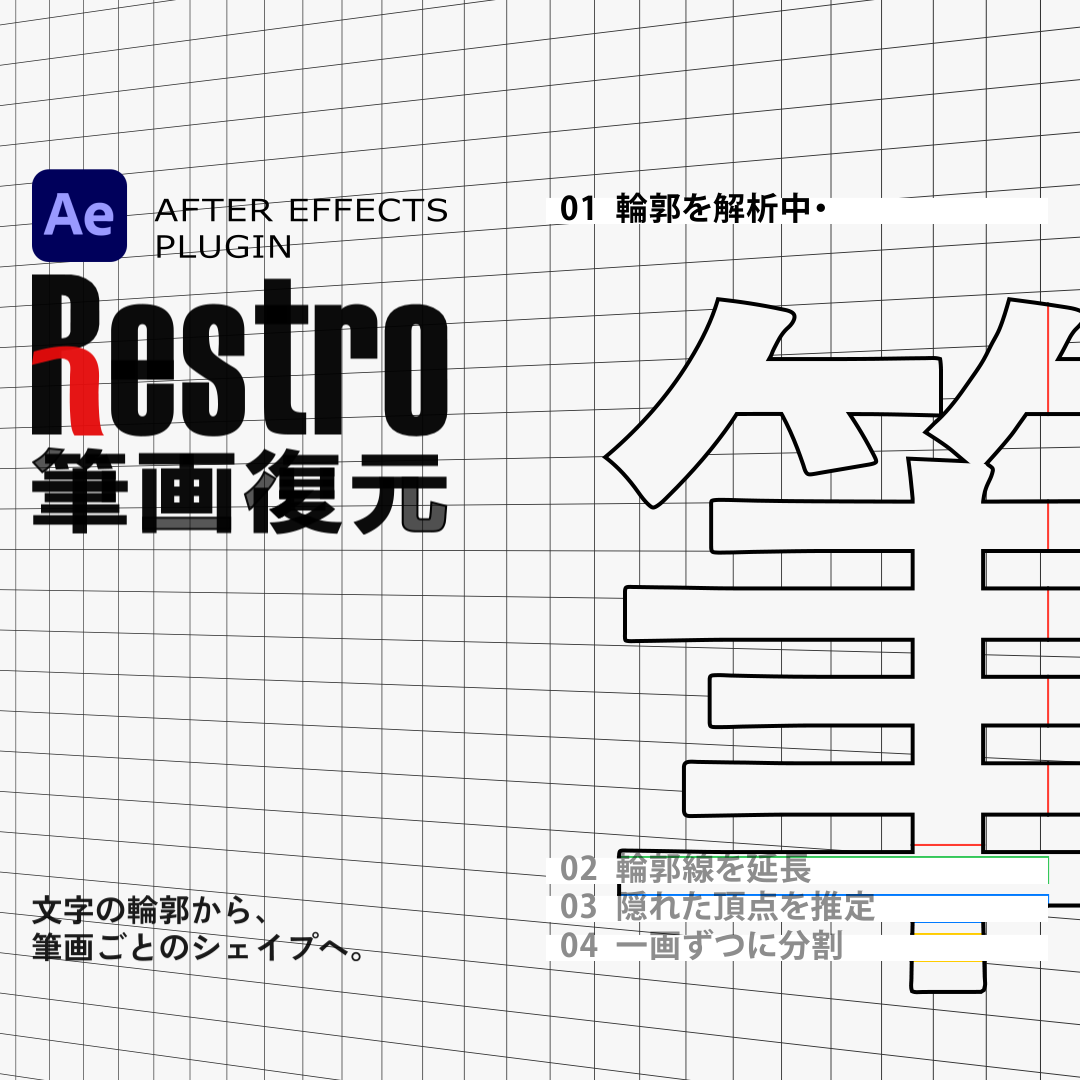 Ae
AFTER EFFECTS
PLUGIN
Restro
筆画復元
文字の輪郭から、
筆画ごとのシェイプへ。
01 輪郭を解析中・
筆
02 輪郭線を延長
03 隠れた頂点を推定
04 一画ずつに分割